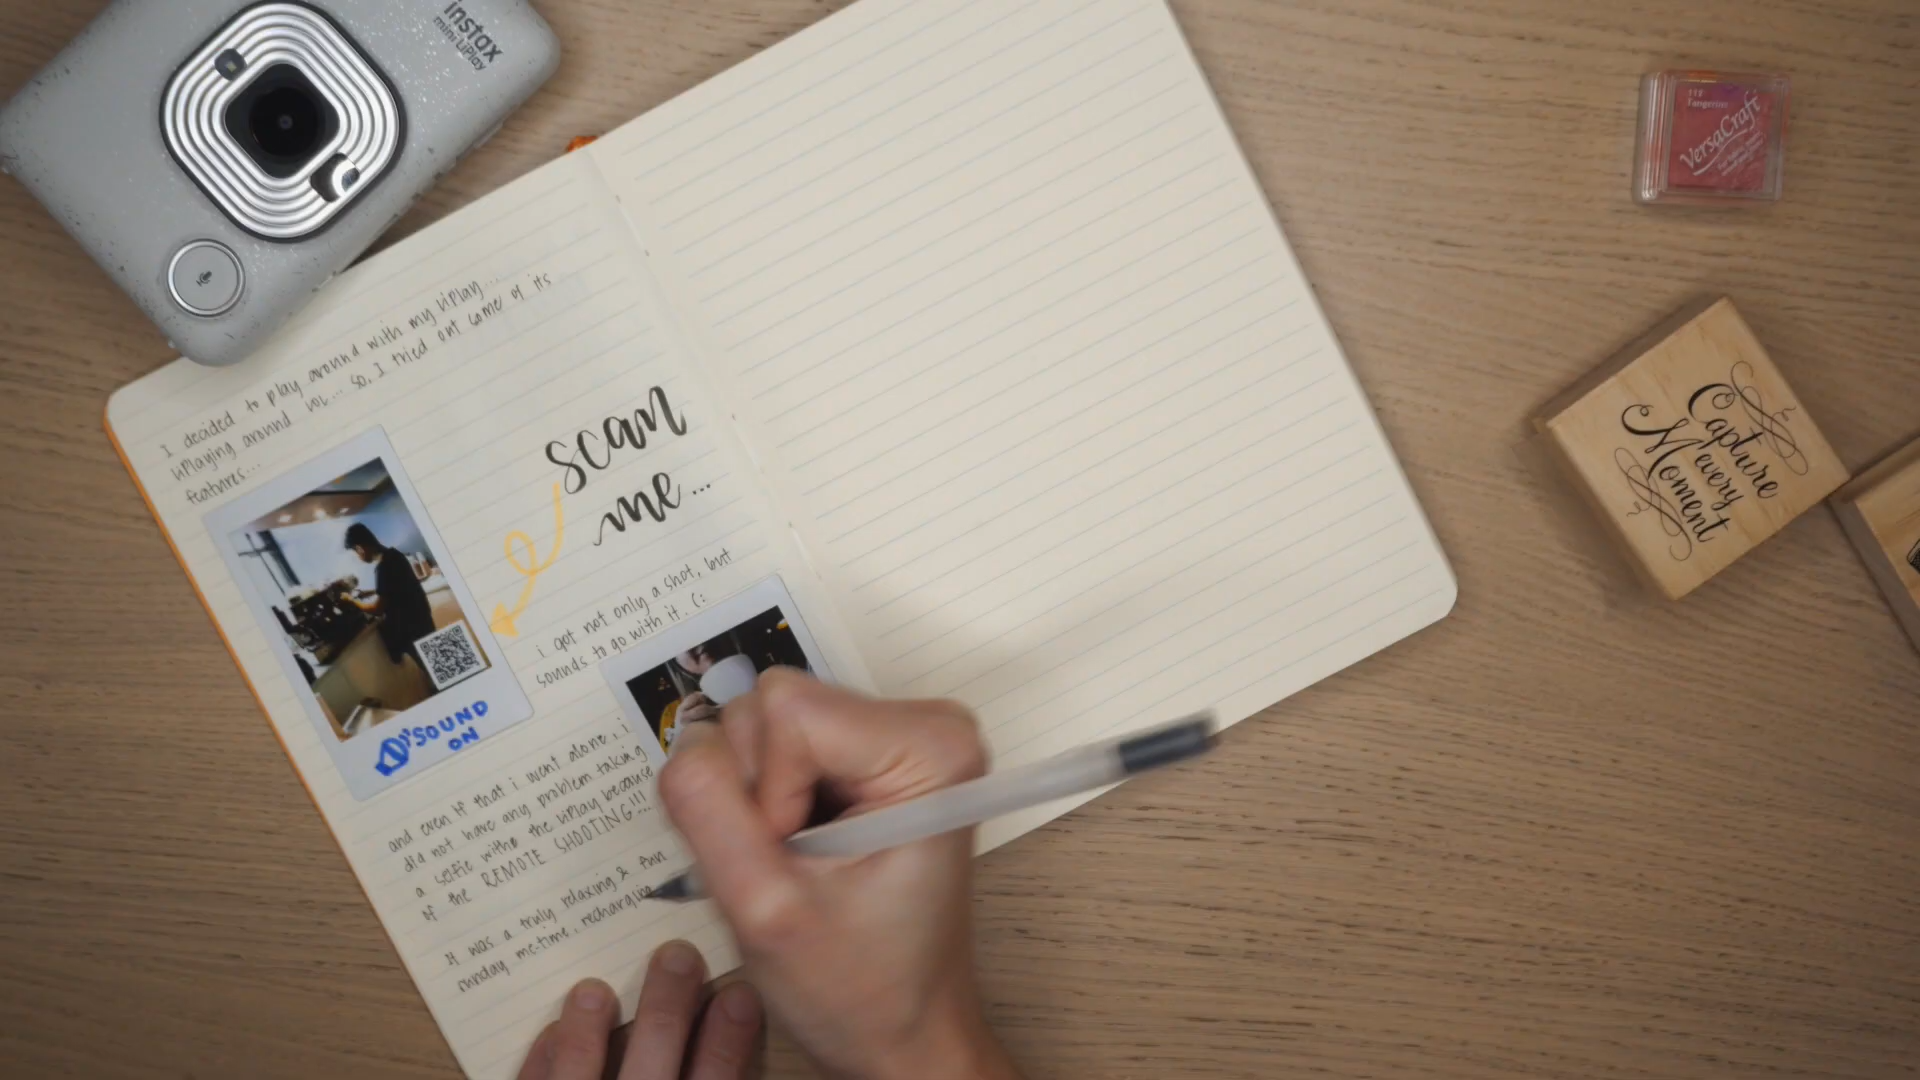 instax
mini LiPlay
I decided to play around with my LiPlay...
LiPlaying around LOL... so, I tried out some of its
features...
scan
me...
i got not only a shot, but
sounds to go with it. (:
SOUND
ON
and even if that i went alone, i
did not have any problem taking
a selfie withe the LiPlay because
of the REMOTE SHOOTING!!!
It was a truly relaxing & fun
sunday me-time, recharging
118
Tangerine
VersaCraft
Capture
every
Moment